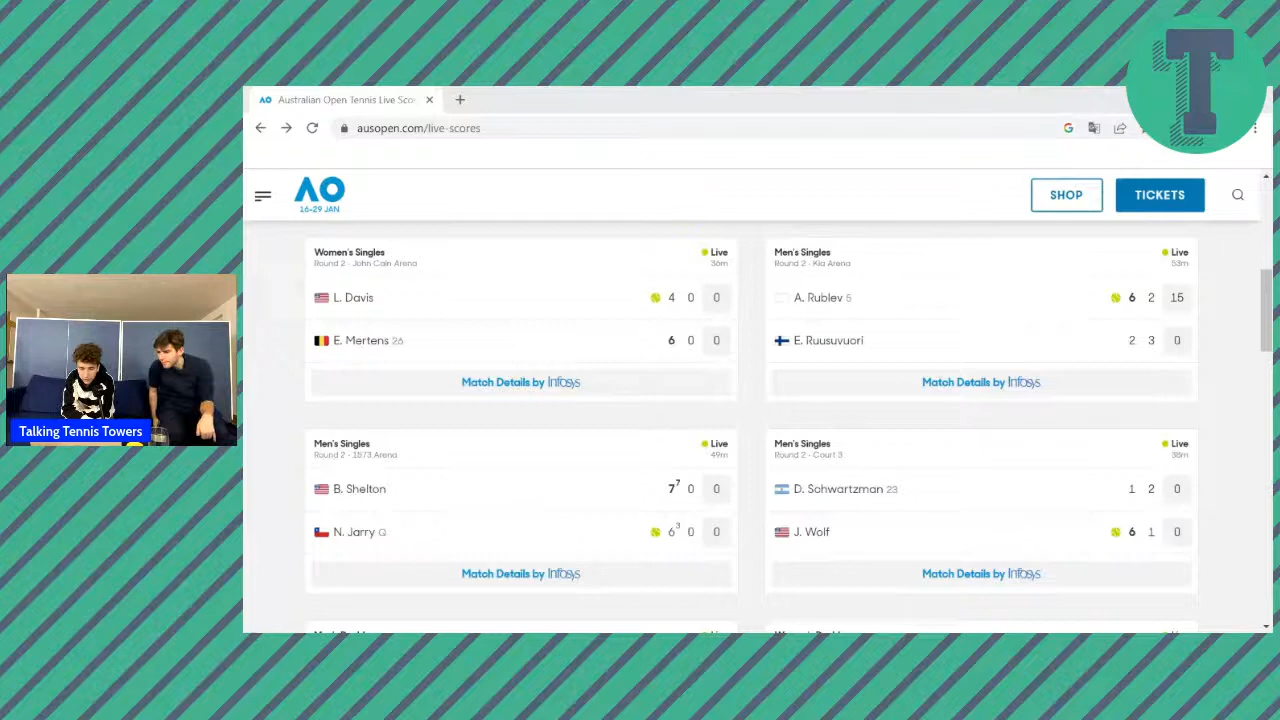 T
AO Australian Open Tennis Live Sco
ausopen.com/live-scores
AO
16-29 JAN
SHOP
TICKETS
Women's Singles
Live
Round 2 - John Cain Arena
36m
L. Davis
4 0 0
E. Mertens 26
6 0 0
Match Details by Infosys
Men's Singles
Live
Round 2 - Kia Arena
53m
A. Rublev 5
6 2 15
E. Ruusuvuori
2 3 0
Match Details by Infosys
Men's Singles
Live
Round 2 - 1573 Arena
49m
B. Shelton
7 7 0 0
N. Jarry Q
6 3 0 0
Match Details by Infosys
Men's Singles
Live
Round 2 - Court 3
38m
D. Schwartzman 23
1 2 0
J. Wolf
6 1 0
Match Details by Infosys
Talking Tennis Towers